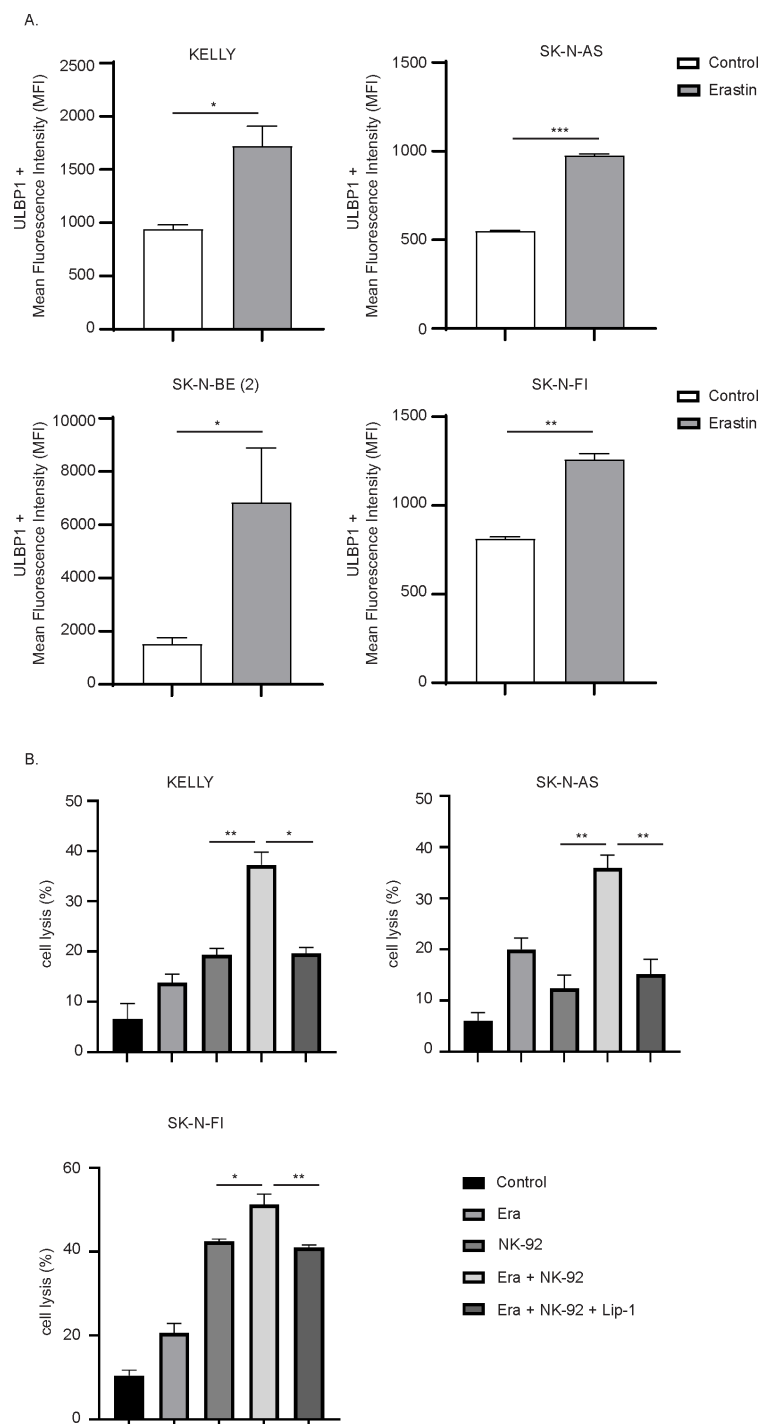 A.
KELLY
ULBP1 +
Mean Fluorescence Intensity (MFI)
2500
2000
1500
1000
500
0
*
SK-N-AS
ULBP1 +
Mean Fluorescence Intensity (MFI)
1500
1000
500
0
***
Control
Erastin
SK-N-BE (2)
ULBP1 +
Mean Fluorescence Intensity (MFI)
10000
8000
6000
4000
2000
0
*
SK-N-FI
ULBP1 +
Mean Fluorescence Intensity (MFI)
1500
1000
500
0
**
Control
Erastin
B.
KELLY
cell lysis (%)
50
40
30
20
10
0
** *
SK-N-AS
cell lysis (%)
50
40
30
20
10
0
** **
SK-N-FI
cell lysis (%)
60
40
20
0
* **
Control
Era
NK-92
Era + NK-92
Era + NK-92 + Lip-1